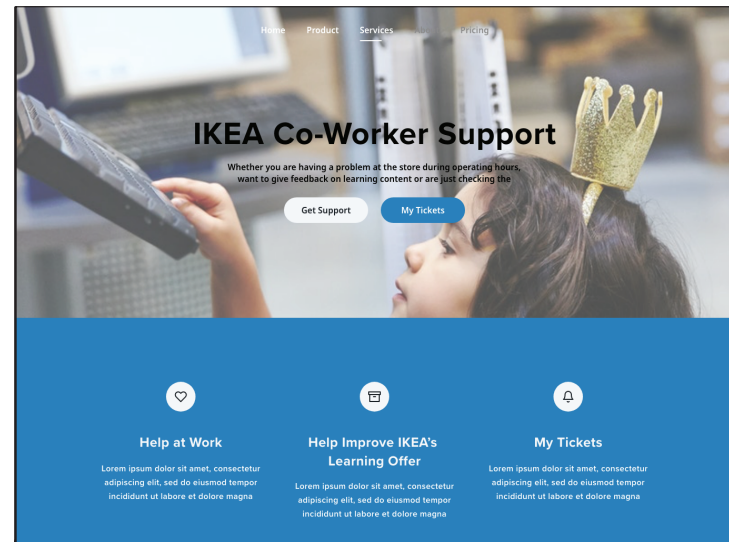 Home Product Services Pricing
IKEA Co-Worker Support
Whether you are having a problem at the store during operating hours,
want to give feedback on learning content or are just checking the
Get Support My Tickets
Help at Work
Lorem ipsum dolor sit amet, consectetur
adipiscing elit, sed do eiusmod tempor
incididunt ut labore et dolore magna
Help Improve IKEA's
Learning Offer
Lorem ipsum dolor sit amet, consectetur
adipiscing elit, sed do eiusmod tempor
incididunt ut labore et dolore magna
My Tickets
Lorem ipsum dolor sit amet, consectetur
adipiscing elit, sed do eiusmod tempor
incididunt ut labore et dolore magna